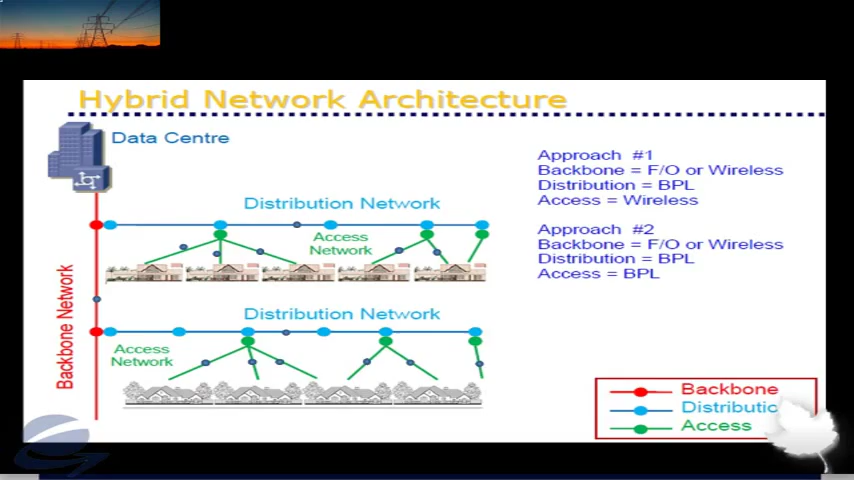 Hybrid Network Architecture
Data Centre
Distribution Network
Access
Network
Backbone Network
Distribution Network
Access
Network
Approach #1
Backbone = F/O or Wireless
Distribution = BPL
Access = Wireless
Approach #2
Backbone = F/O or Wireless
Distribution = BPL
Access = BPL
Backbone
Distributio
Access